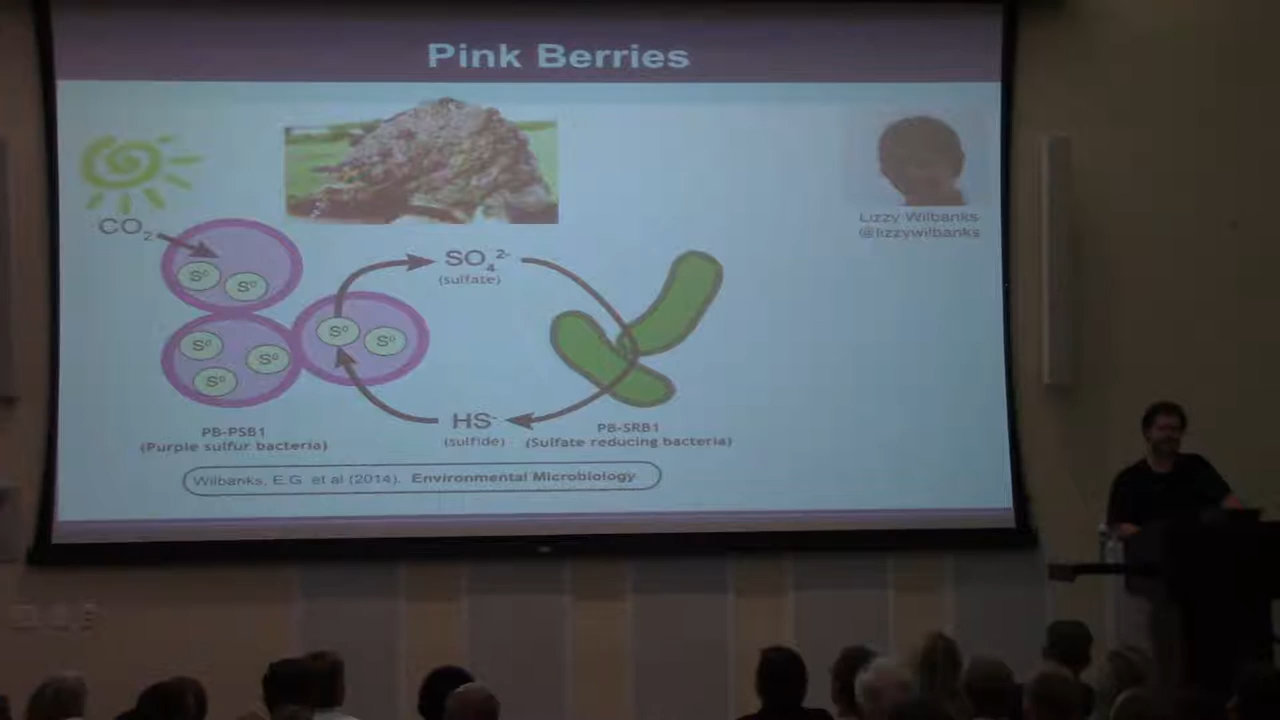 Pink Berries
Lizzy Wilbanks
@lizzywilbanks
CO₂
S⁰
S⁰
S⁰
S⁰
S⁰
S⁰
S⁰
SO₄²⁻
(sulfate)
HS⁻
(sulfide)
PB-PSB1
(Purple sulfur bacteria)
PB-SRB1
(Sulfate reducing bacteria)
Wilbanks, E.G. et al (2014). Environmental Microbiology